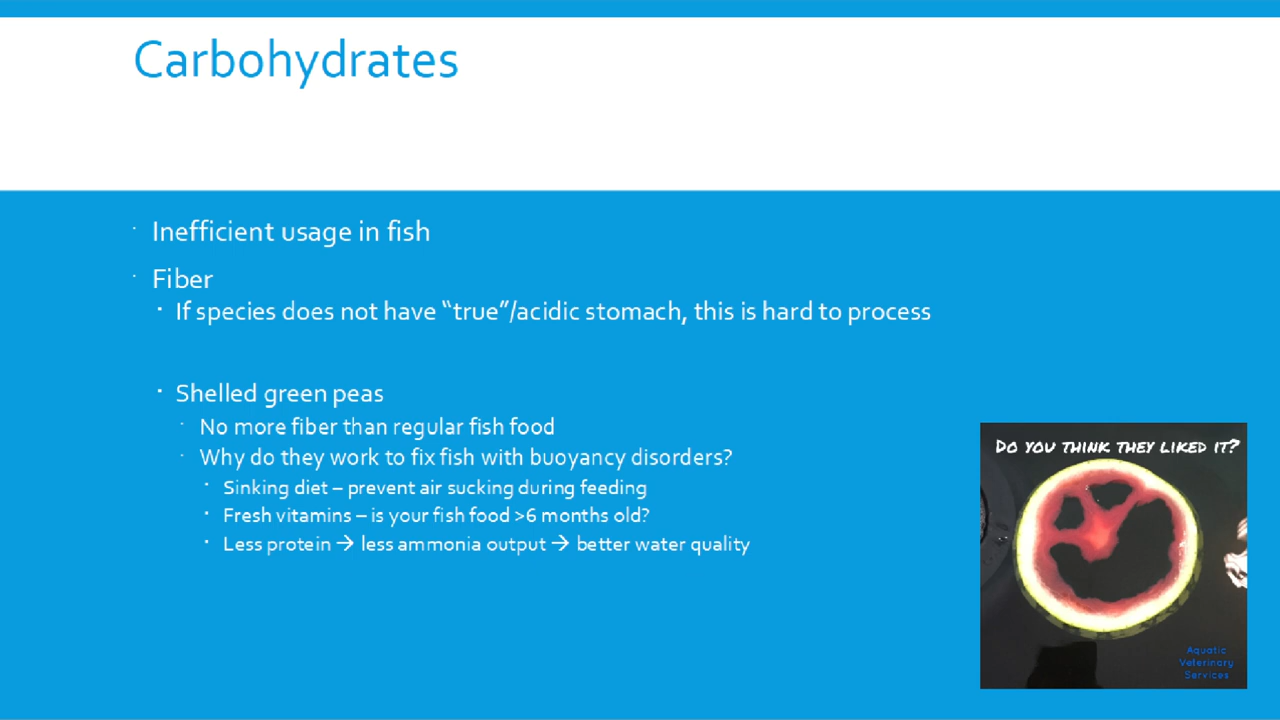 Carbohydrates
Inefficient usage in fish
Fiber
If species does not have “true”/acidic stomach, this is hard to process
Shelled green peas
No more fiber than regular fish food
Why do they work to fix fish with buoyancy disorders?
Sinking diet – prevent air sucking during feeding
Fresh vitamins – is your fish food >6 months old?
Less protein → less ammonia output → better water quality
DO YOU THINK THEY LIKED IT?
Aquatic
Veterinary
Services